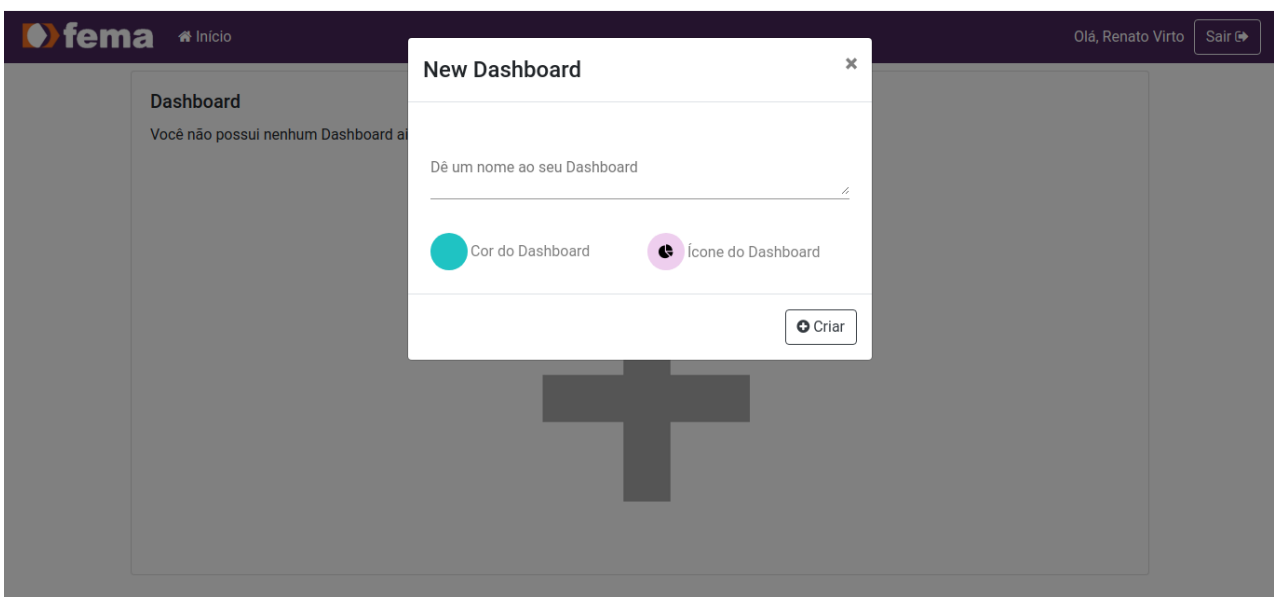 fema
Início
Olá, Renato Virto
Sair
New Dashboard
×
Dashboard
Você não possui nenhum Dashboard
Dê um nome ao seu Dashboard
Cor do Dashboard
Ícone do Dashboard
Criar